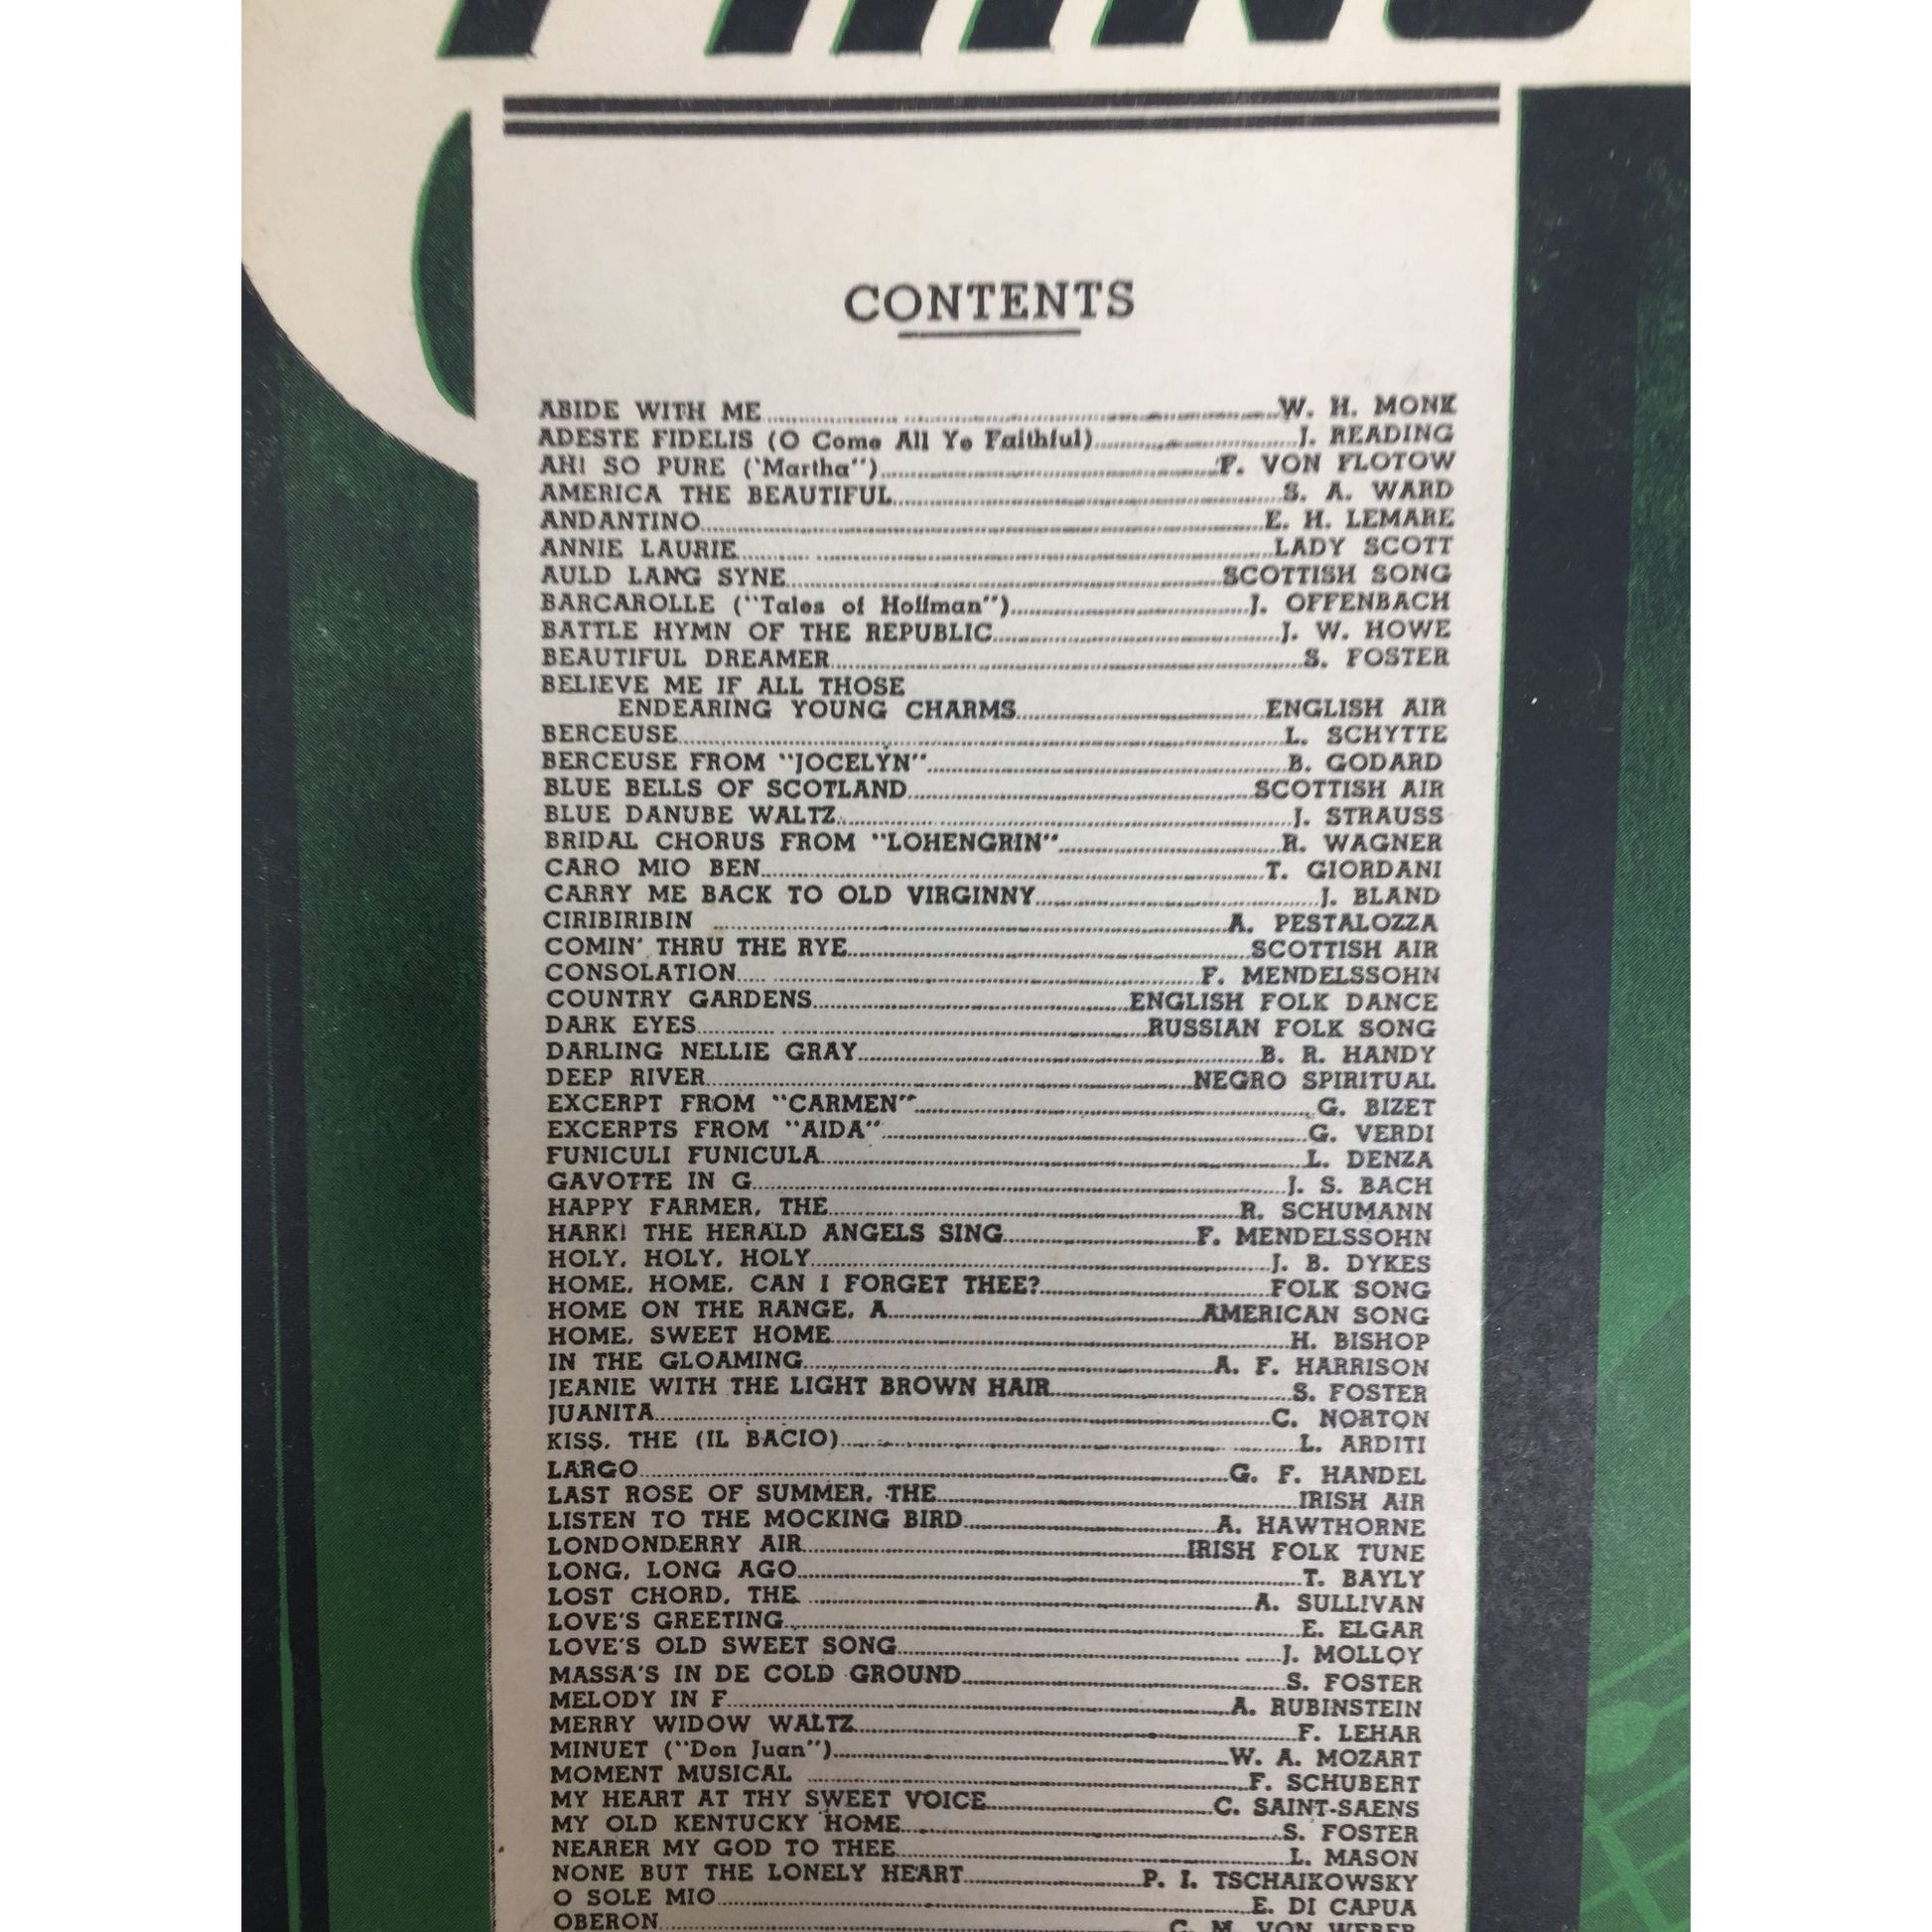 CONTENTS
ABIDE WITH ME W. H. MONK
ADESTE FIDELIS (O Come All Ye Faithful) J. READING
AH! SO PURE ('Martha") F. VON FLOTOW
AMERICA THE BEAUTIFUL S. A. WARD
ANDANTINO E. H. LEMARE
ANNIE LAURIE LADY SCOTT
AULD LANG SYNE SCOTTISH SONG
BARCAROLLE ("Tales of Hoffman") J. OFFENBACH
BATTLE HYMN OF THE REPUBLIC J. W. HOWE
BEAUTIFUL DREAMER S. FOSTER
BELIEVE ME IF ALL THOSE
ENDEARING YOUNG CHARMS ENGLISH AIR
BERCEUSE L. SCHYTTE
BERCEUSE FROM "JOCELYN" B. GODARD
BLUE BELLS OF SCOTLAND SCOTTISH AIR
BLUE DANUBE WALTZ J. STRAUSS
BRIDAL CHORUS FROM "LOHENGRIN" R. WAGNER
CARO MIO BEN T. GIORDANI
CARRY ME BACK TO OLD VIRGINNY J. BLAND
CIRIBIRIBIN A. PESTALOZZA
COMIN' THRU THE RYE SCOTTISH AIR
CONSOLATION F. MENDELSSOHN
COUNTRY GARDENS ENGLISH FOLK DANCE
DARK EYES RUSSIAN FOLK SONG
DARLING NELLIE GRAY B. R. HANDY
DEEP RIVER NEGRO SPIRITUAL
EXCERPT FROM "CARMEN" G. BIZET
EXCERPTS FROM "AIDA" G. VERDI
FUNICULI FUNICULA L. DENZA
GAVOTTE IN G J. S. BACH
HAPPY FARMER, THE R. SCHUMANN
HARK! THE HERALD ANGELS SING F. MENDELSSOHN
HOLY, HOLY, HOLY J. B. DYKES
HOME, HOME, CAN I FORGET THEE? FOLK SONG
HOME ON THE RANGE, A AMERICAN SONG
HOME, SWEET HOME H. BISHOP
IN THE GLOAMING A. F. HARRISON
JEANIE WITH THE LIGHT BROWN HAIR S. FOSTER
JUANITA C. NORTON
KISS, THE (IL BACIO) L. ARDITI
LARGO G. F. HANDEL
LAST ROSE OF SUMMER, THE IRISH AIR
LISTEN TO THE MOCKING BIRD A. HAWTHORNE
LONDONDERRY AIR IRISH FOLK TUNE
LONG, LONG AGO T. BAYLY
LOST CHORD, THE A. SULLIVAN
LOVE'S GREETING E. ELGAR
LOVE'S OLD SWEET SONG J. MOLLOY
MASSA'S IN DE COLD GROUND S. FOSTER
MELODY IN F A. RUBINSTEIN
MERRY WIDOW WALTZ F. LEHAR
MINUET ("Don Juan") W. A. MOZART
MOMENT MUSICAL F. SCHUBERT
MY HEART AT THY SWEET VOICE C. SAINT-SAENS
MY OLD KENTUCKY HOME S. FOSTER
NEARER MY GOD TO THEE L. MASON
NONE BUT THE LONELY HEART P. I. TSCHAIKOWSKY
O SOLE MIO E. DI CAPUA
OBERON C. M. VON WEBER